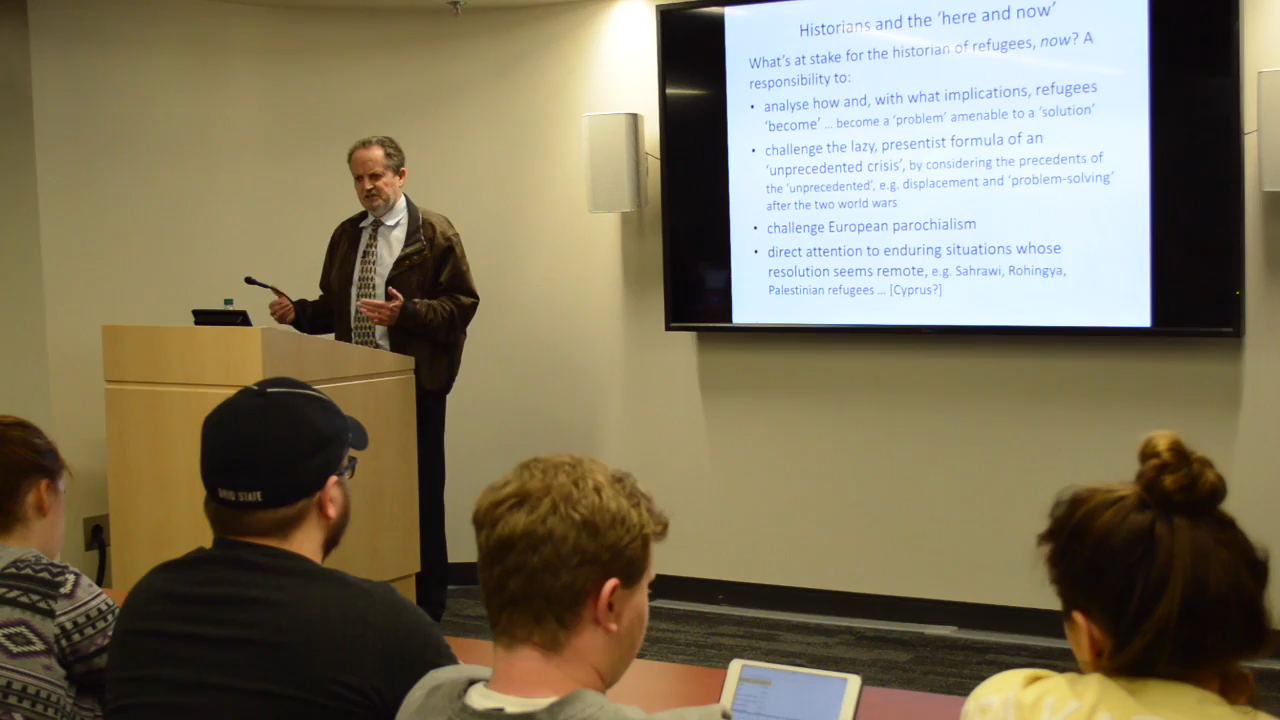 Historians and the 'here and now'
What's at stake for the historian of refugees, now? A
responsibility to:
• analyse how and, with what implications, refugees
'become' ... become a 'problem' amenable to a 'solution'
• challenge the lazy, presentist formula of an
'unprecedented crisis', by considering the precedents of
the 'unprecedented', e.g. displacement and 'problem-solving'
after the two world wars
• challenge European parochialism
• direct attention to enduring situations whose
resolution seems remote, e.g. Sahrawi, Rohingya,
Palestinian refugees ... [Cyprus?]
OHIO STATE